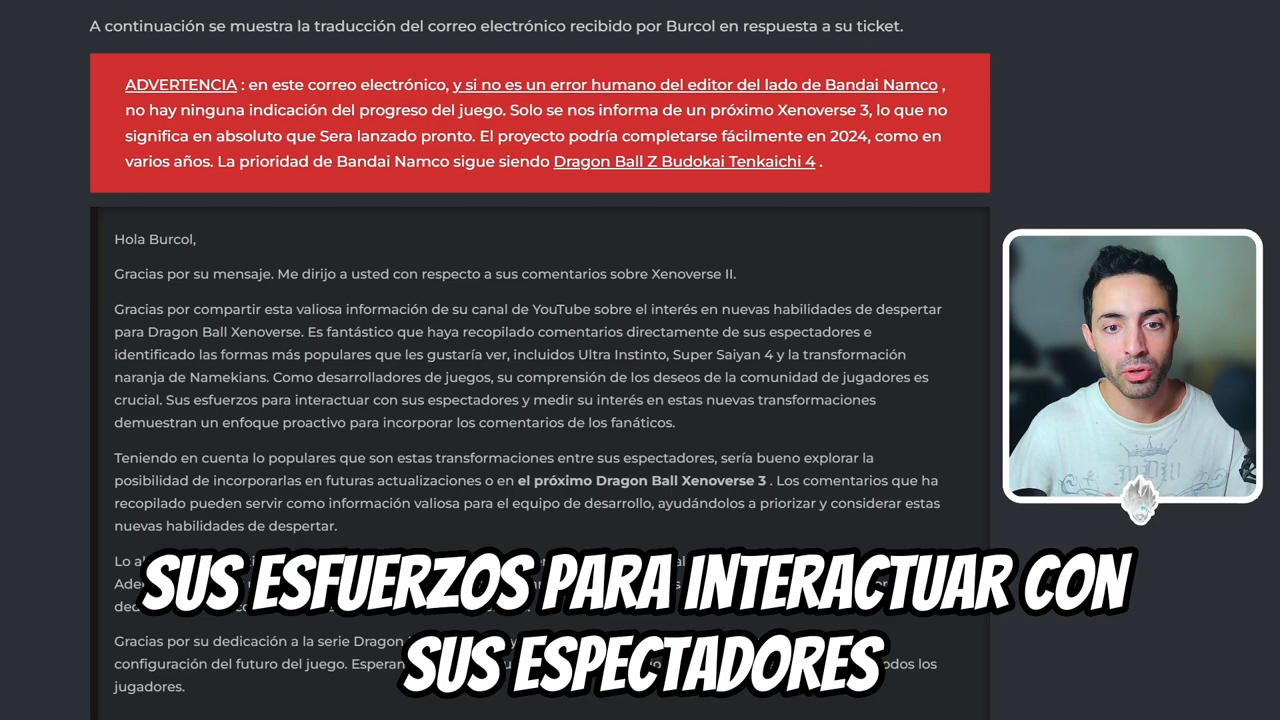 A continuación se muestra la traducción del correo electrónico recibido por Burcol en respuesta a su ticket.
ADVERTENCIA : en este correo electrónico, y si no es un error humano del editor del lado de Bandai Namco ,
no hay ninguna indicación del progreso del juego. Solo se nos informa de un próximo Xenoverse 3, lo que no
significa en absoluto que Sera lanzado pronto. El proyecto podría completarse fácilmente en 2024, como en
varios años. La prioridad de Bandai Namco sigue siendo Dragon Ball Z Budokai Tenkaichi 4 .
Hola Burcol,
Gracias por su mensaje. Me dirijo a usted con respecto a sus comentarios sobre Xenoverse II.
Gracias por compartir esta valiosa información de su canal de YouTube sobre el interés en nuevas habilidades de despertar
para Dragon Ball Xenoverse. Es fantástico que haya recopilado comentarios directamente de sus espectadores e
identificado las formas más populares que les gustaría ver, incluidos Ultra Instinto, Super Saiyan 4 y la transformación
naranja de Namekians. Como desarrolladores de juegos, su comprensión de los deseos de la comunidad de jugadores es
crucial. Sus esfuerzos para interactuar con sus espectadores y medir su interés en estas nuevas transformaciones
demuestran un enfoque proactivo para incorporar los comentarios de los fanáticos.
Teniendo en cuenta lo populares que son estas transformaciones entre sus espectadores, sería bueno explorar la
posibilidad de incorporarlas en futuras actualizaciones o en el próximo Dragon Ball Xenoverse 3 . Los comentarios que ha
recopilado pueden servir como información valiosa para el equipo de desarrollo, ayudándolos a priorizar y considerar estas
nuevas habilidades de despertar.
Lo
SUS ESFUERZOS PARA INTERACTUAR CON
SUS ESPECTADORES
Gracias por su dedicación a la serie Dragon
configuración del futuro del juego. los
jugadores.